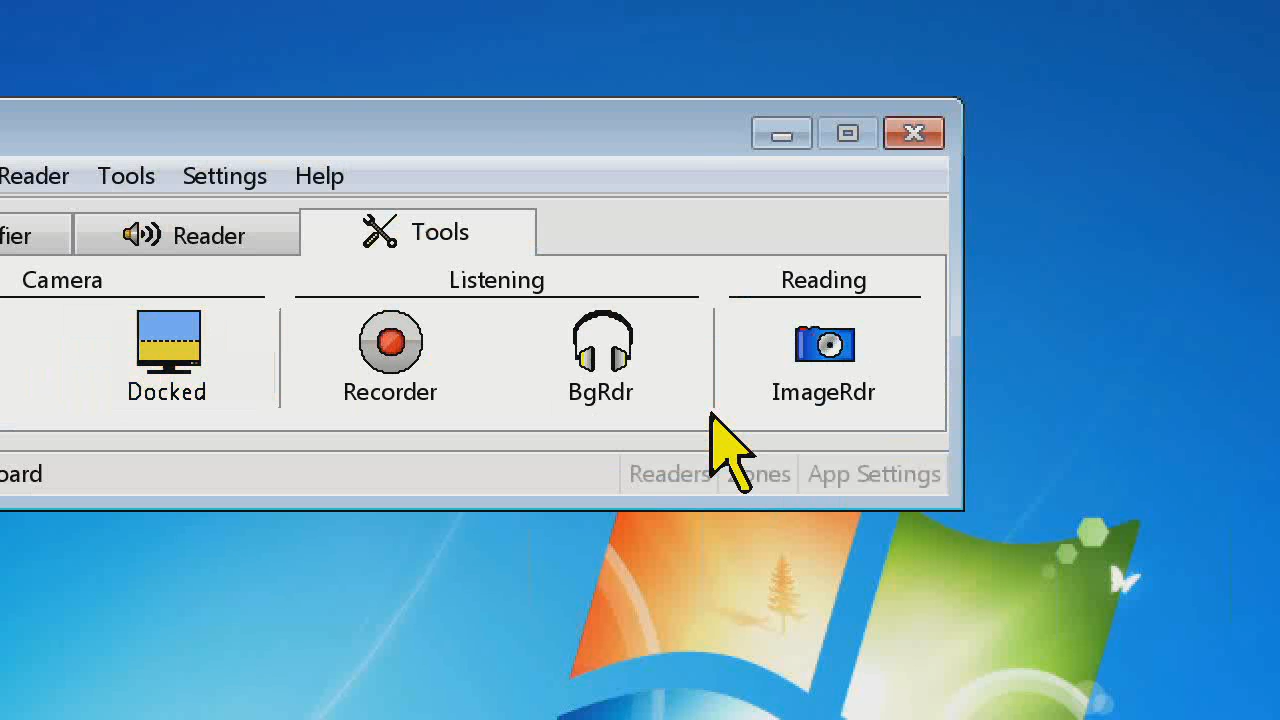 Reader Tools Settings Help
fier Reader Tools
Camera Listening Reading
Docked Recorder BgRdr ImageRdr
oard Readers App Settings